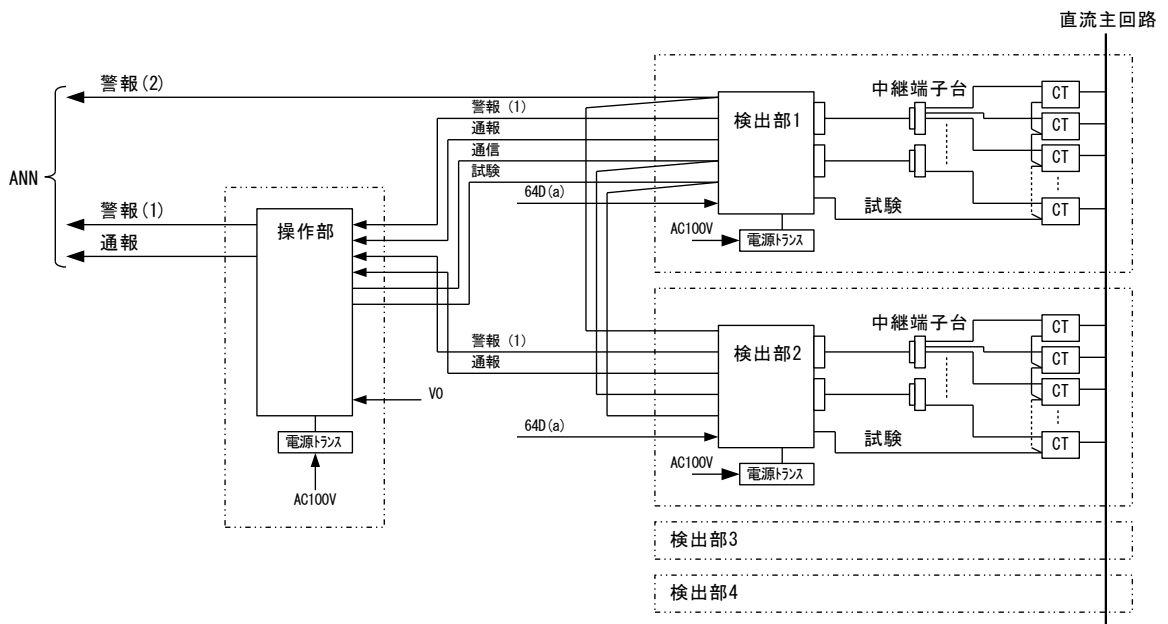 直流主回路
警報(2)
警報(1)
通報
通信
試験
64D(a)
検出部1
中継端子台
CT
CT
CT
CT
試験
AC100V
電源トランス
ANN
警報(1)
通報
操作部
V0
電源トランス
AC100V
警報(1)
通報
64D(a)
検出部2
中継端子台
CT
CT
CT
CT
試験
AC100V
電源トランス
検出部3
検出部4